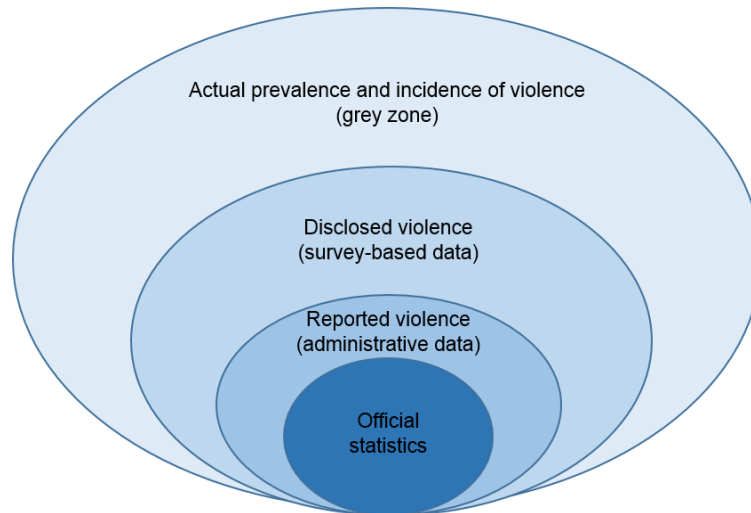 Actual prevalence and incidence of violence
(grey zone)
Disclosed violence
(survey-based data)
Reported violence
(administrative data)
Official
statistics